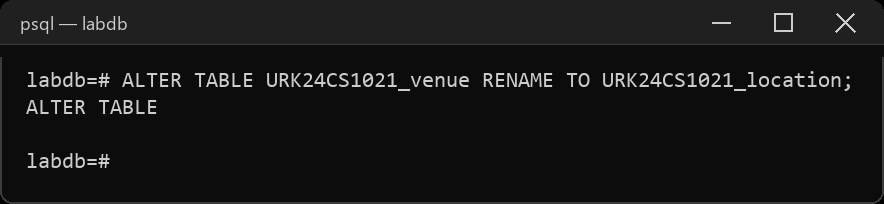 psql — labdb
labdb=# ALTER TABLE URK24CS1021_venue RENAME TO URK24CS1021_location;
ALTER TABLE
labdb=#